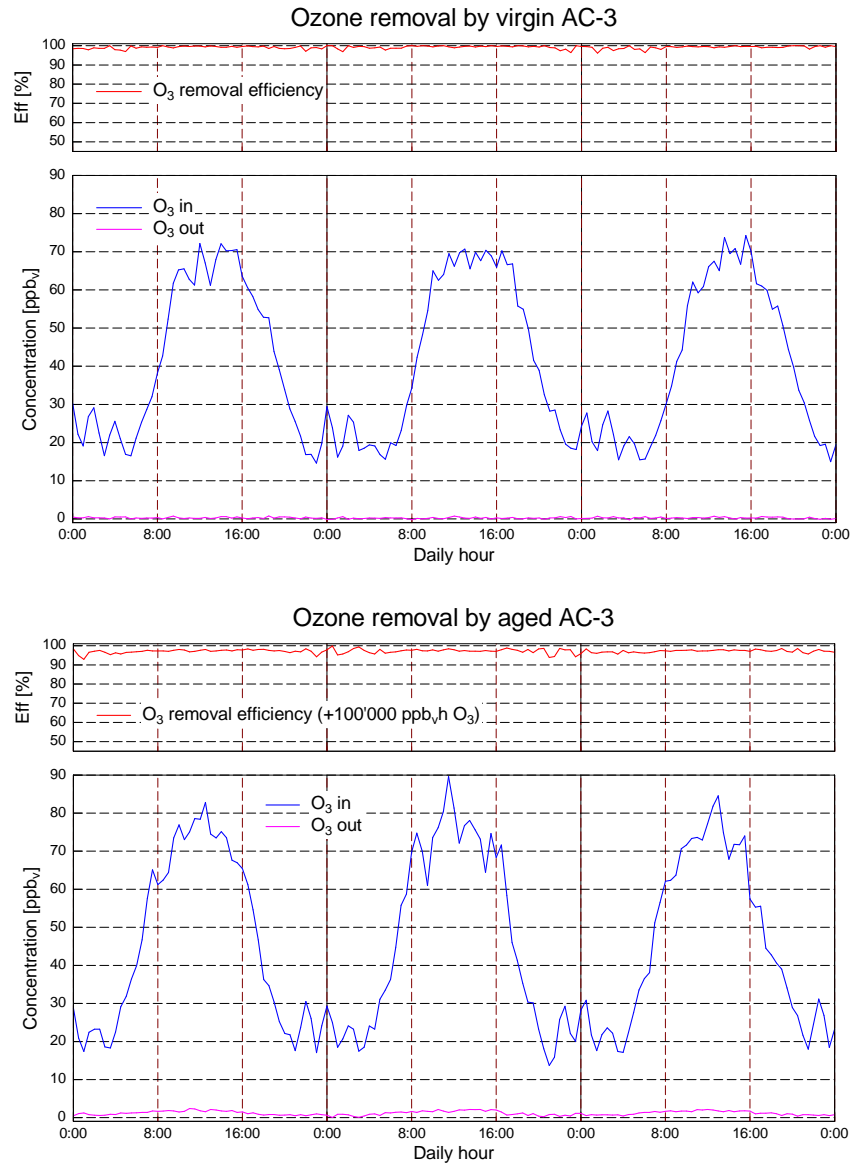 Ozone removal by virgin AC-3
100
90
80
70
60
50
Eff [%]
O₃ removal efficiency
90
80
70
60
50
40
30
20
10
0
Concentration [ppbᵥ]
O₃ in
O₃ out
0:00 8:00 16:00 0:00 8:00 16:00 0:00 8:00 16:00 0:00
Daily hour
Ozone removal by aged AC-3
100
90
80
70
60
50
Eff [%]
O₃ removal efficiency (+100'000 ppbᵥh O₃)
90
80
70
60
50
40
30
20
10
0
Concentration [ppbᵥ]
O₃ in
O₃ out
0:00 8:00 16:00 0:00 8:00 16:00 0:00 8:00 16:00 0:00
Daily hour